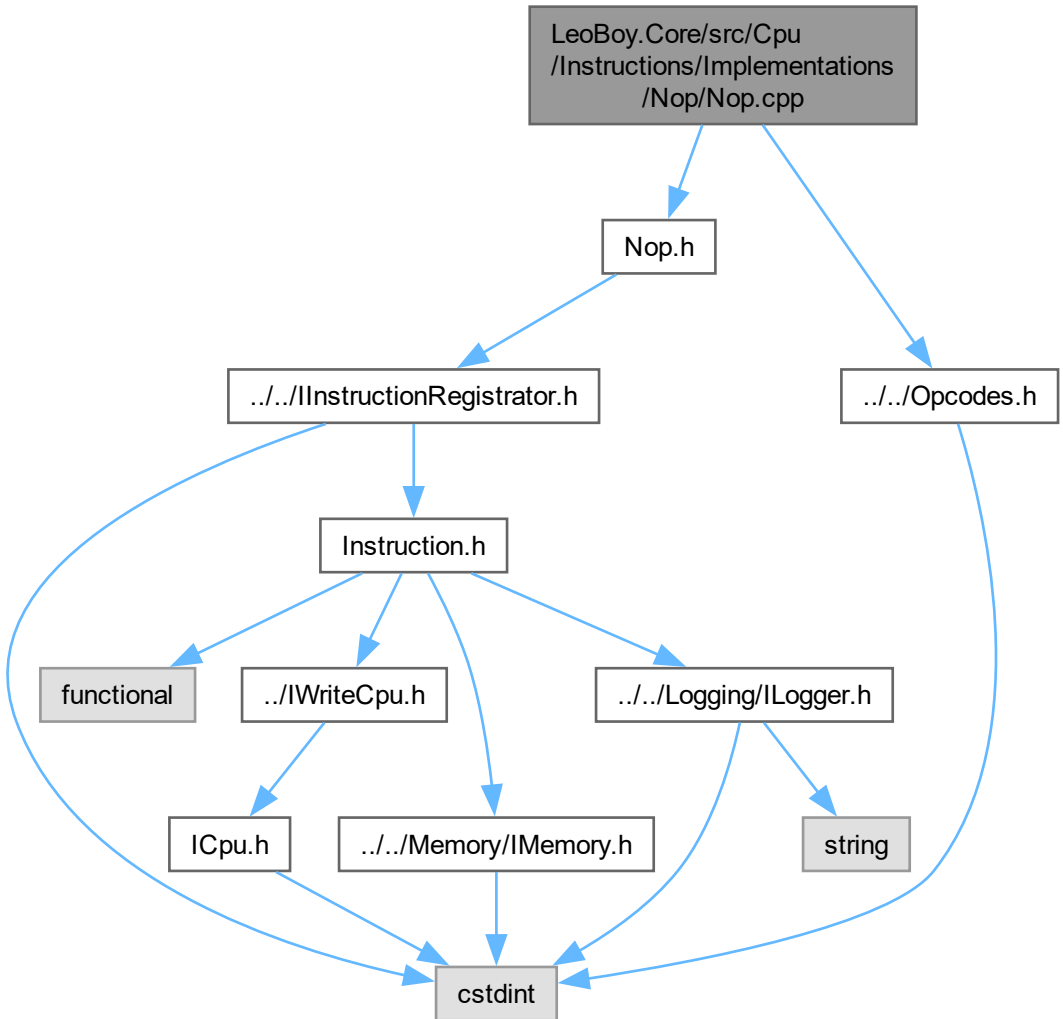 LeoBoy.Core/src/Cpu
/Instructions/Implementations
/Nop/Nop.cpp
Nop.h
../../IInstructionRegistrator.h
../../Opcodes.h
Instruction.h
functional
../IWriteCpu.h
../../Logging/ILogger.h
ICpu.h
../../Memory/IMemory.h
string
cstdint